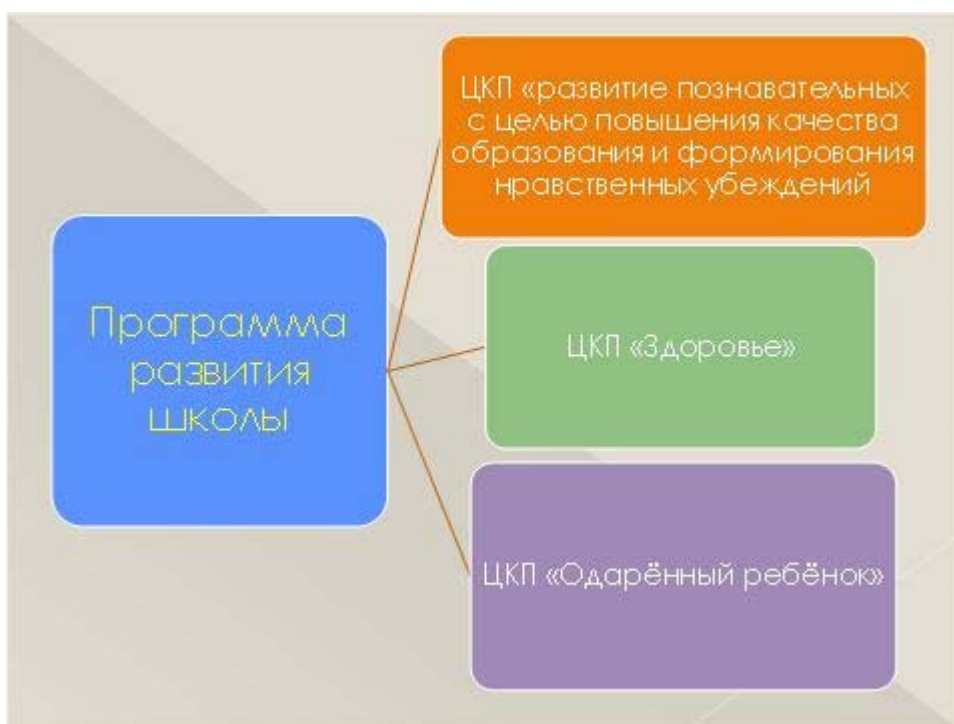 Программа
развития
школы
ЦКП «развитие познавательных
с целью повышения качества
образования и формирования
нравственных убеждений
ЦКП «Здоровье»
ЦКП «Одарённый ребёнок»